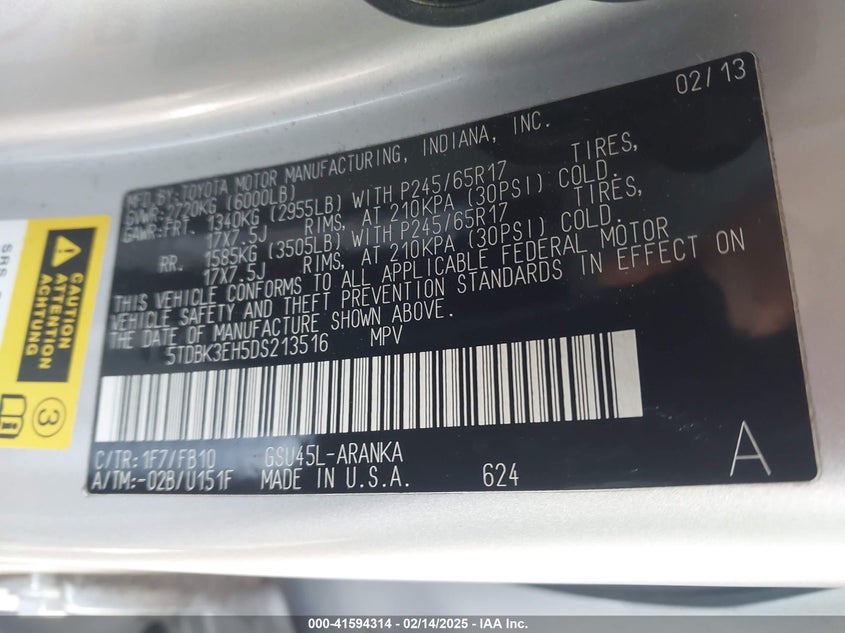 02/13
MFD.BY:TOYOTA MOTOR MANUFACTURING, INDIANA, INC.
GVWR:2720KG (6000LB)
GAWR:FRT. 1340KG (2955LB) WITH P245/65R17 TIRES,
17X7.5J RIMS, AT 210KPA (30PSI) COLD.
RR. 1585KG (3505LB) WITH P245/65R17 TIRES,
17X7.5J RIMS, AT 210KPA (30PSI) COLD.
THIS VEHICLE CONFORMS TO ALL APPLICABLE FEDERAL MOTOR
VEHICLE SAFETY AND THEFT PREVENTION STANDARDS IN EFFECT ON
THE DATE OF MANUFACTURE SHOWN ABOVE.
5TDBK3EH5DS213516 MPV
C/TR:1F7/FB10 GSU45L-ARANKA
A/TM:-02B/U151F MADE IN U.S.A. 624
A
CAUTION
ATTENTION
ACHTUNG
SRS
3
000-41594314 - 02/14/2025 - IAA Inc.